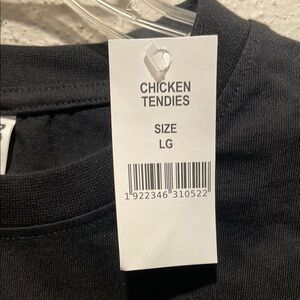 CHICKEN
TENDIES
SIZE
LG
1 922346 310522